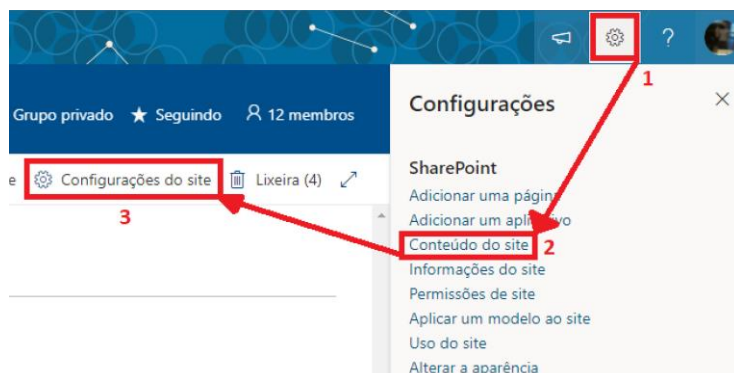 ?
1
Grupo privado ★ Seguindo 12 membros
Configurações
e Configurações do site Lixeira (4)
3
SharePoint
Adicionar uma página
Adicionar um aplicativo
Conteúdo do site 2
Informações do site
Permissões de site
Aplicar um modelo ao site
Uso do site
Alterar a aparência